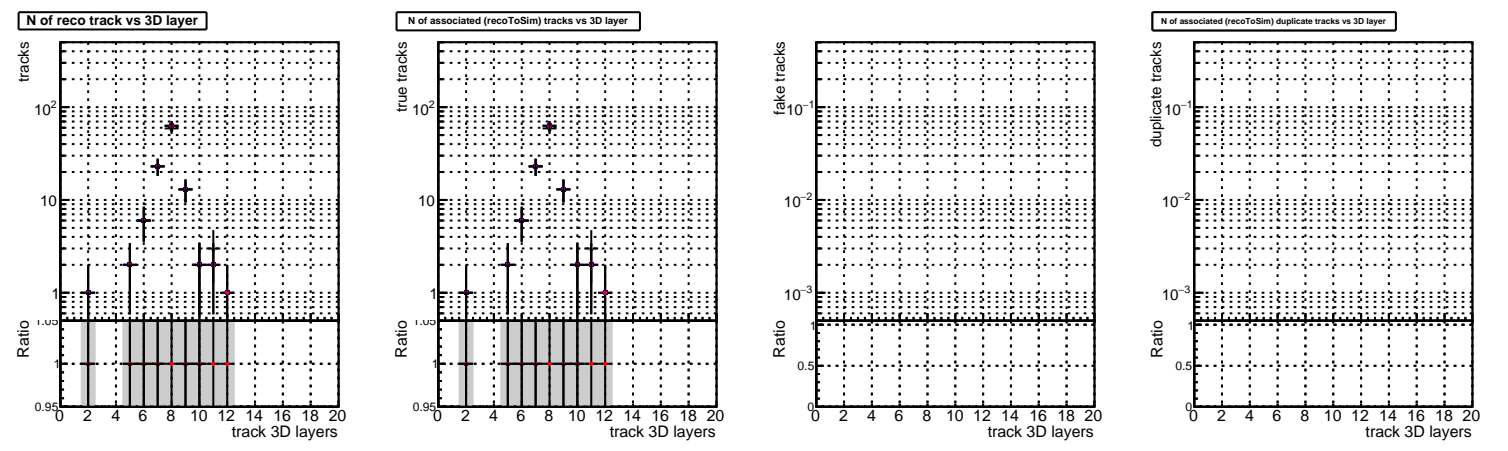 N of reco track vs 3D layer
tracks
10²
10
1
1.05
Ratio
1
0.95
0 2 4 6 8 10 12 14 16 18 20
track 3D layers
N of associated (recoToSim) tracks vs 3D layer
true tracks
10²
10
1
1.05
Ratio
1
0.95
0 2 4 6 8 10 12 14 16 18 20
track 3D layers
fake tracks
10⁻¹
10⁻²
10⁻³
Ratio
1
0.5
0
0 2 4 6 8 10 12 14 16 18 20
track 3D layers
N of associated (recoToSim) duplicate tracks vs 3D layer
duplicate tracks
10⁻¹
10⁻²
10⁻³
Ratio
1
0.5
0
0 2 4 6 8 10 12 14 16 18 20
track 3D layers